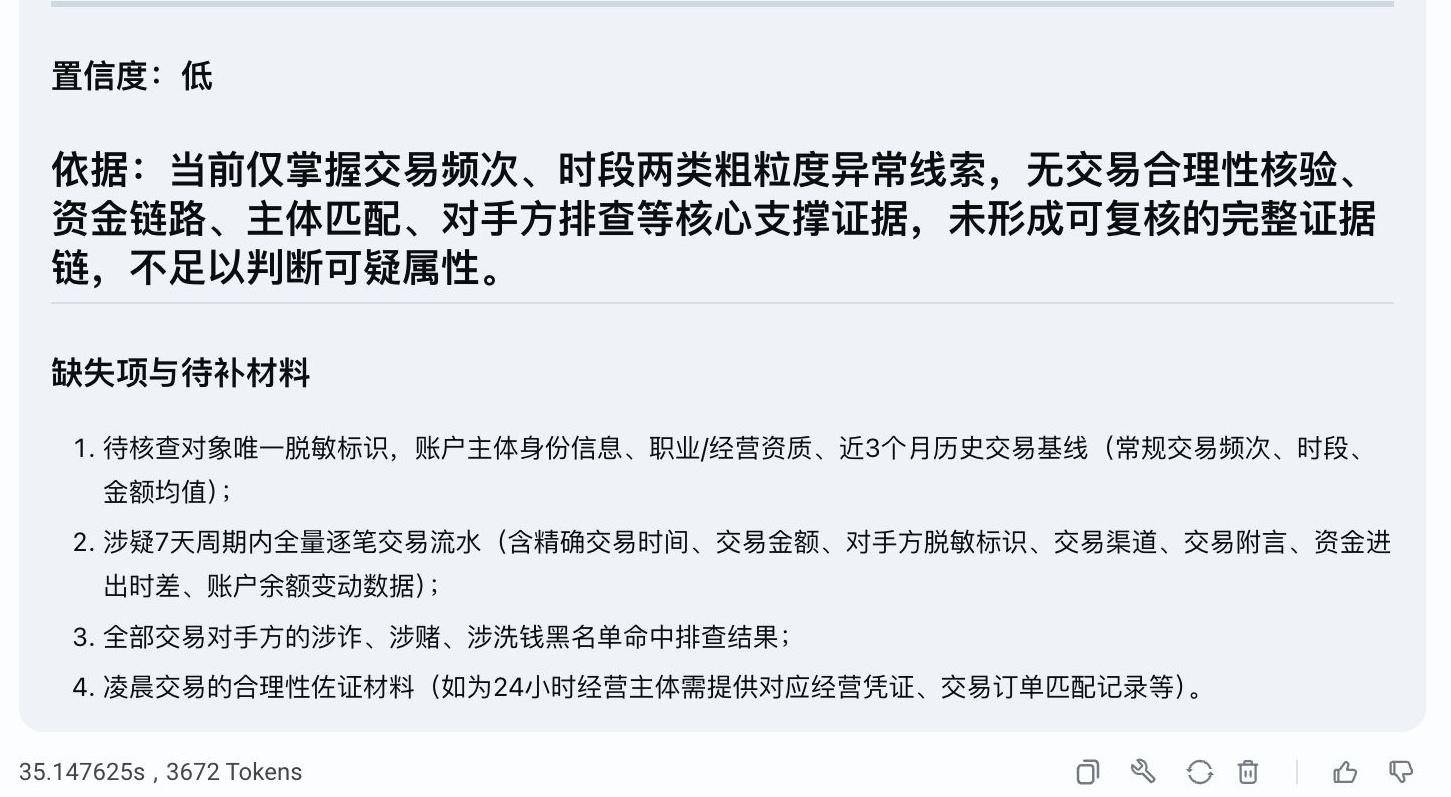 置信度：低
依据：当前仅掌握交易频次、时段两类粗粒度异常线索，无交易合理性核验、
资金链路、主体匹配、对手方排查等核心支撑证据，未形成可复核的完整证据
链，不足以判断可疑属性。
缺失项与待补材料
1. 待核查对象唯一脱敏标识，账户主体身份信息、职业/经营资质、近3个月历史交易基线（常规交易频次、时段、
金额均值）；
2. 涉疑7天周期内全量逐笔交易流水（含精确交易时间、交易金额、对手方脱敏标识、交易渠道、交易附言、资金进
出时差、账户余额变动数据）；
3. 全部交易对手方的涉诈、涉赌、涉洗钱黑名单命中排查结果；
4. 凌晨交易的合理性佐证材料（如为24小时经营主体需提供对应经营凭证、交易订单匹配记录等）。
35.147625s , 3672 Tokens